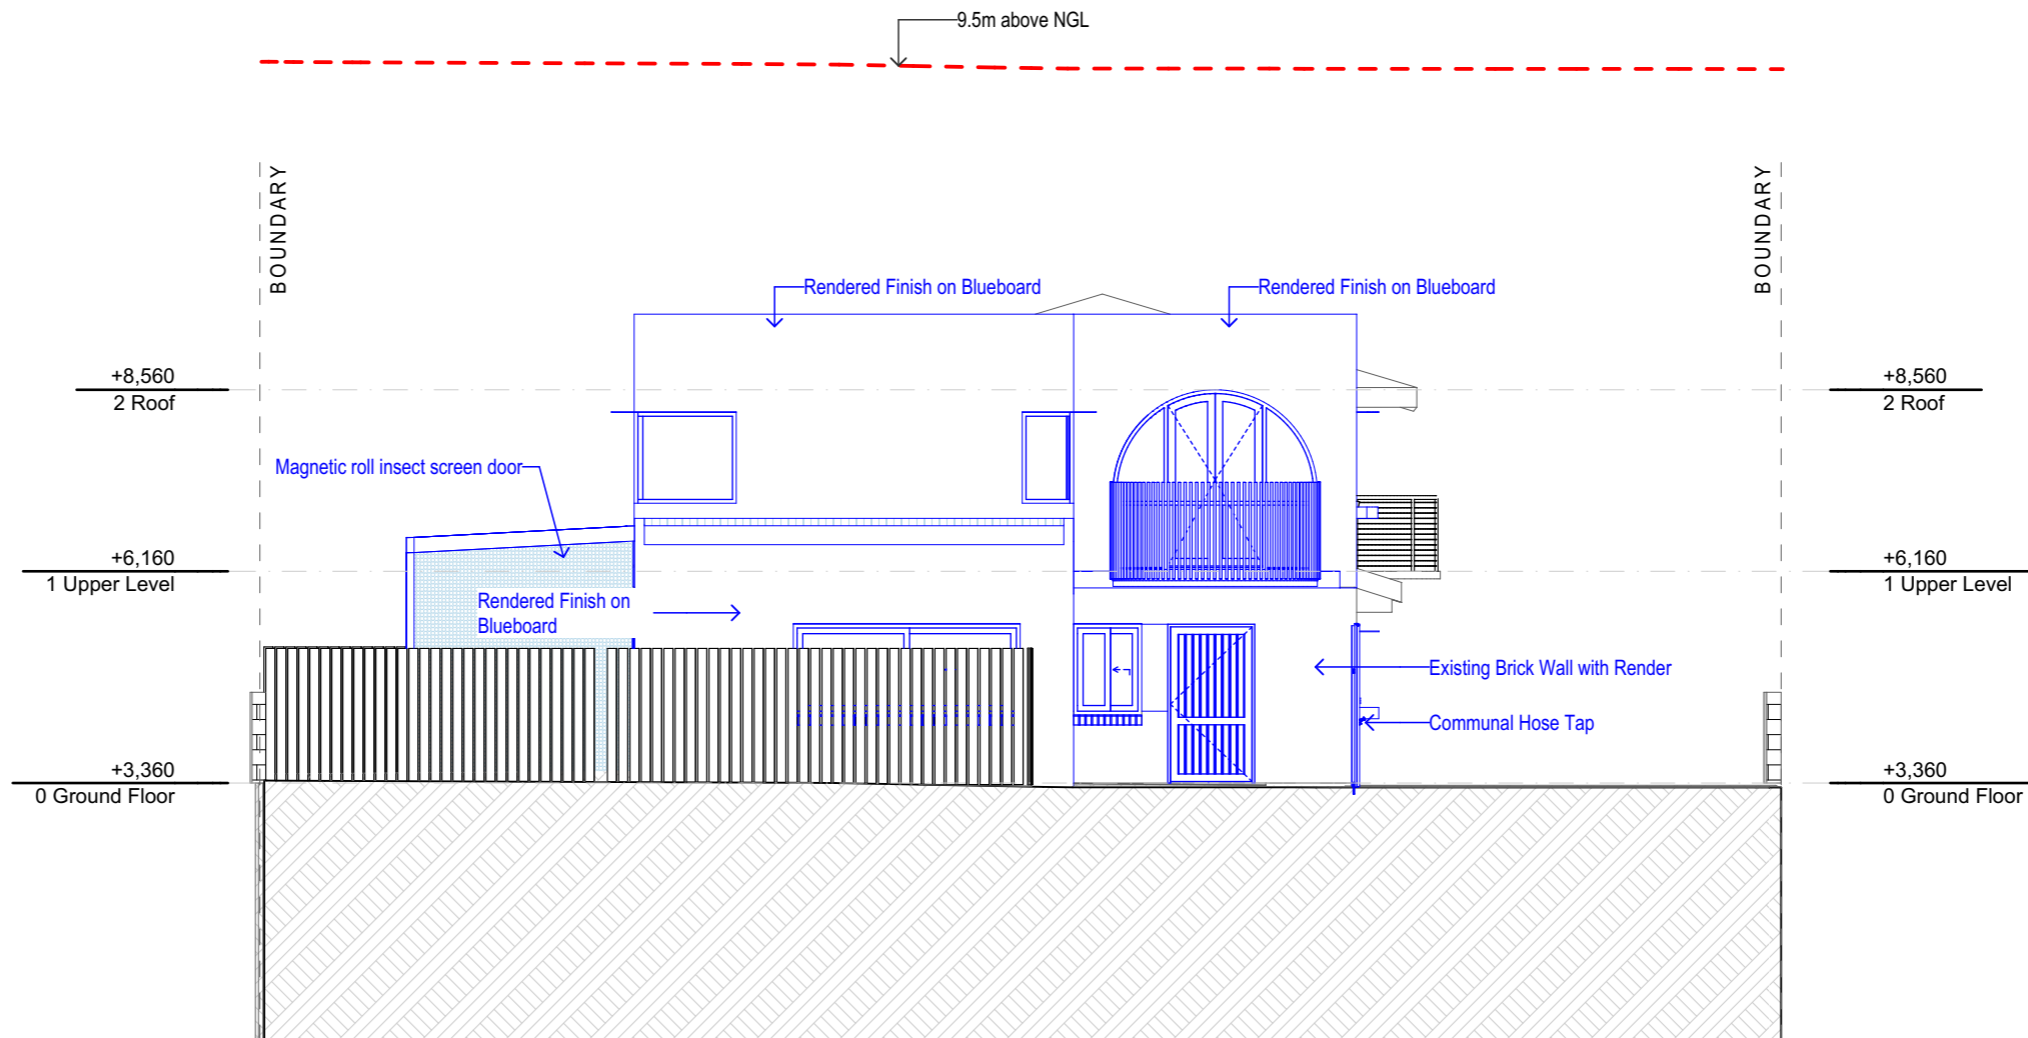 9.5m above NGL
BOUNDARY
BOUNDARY
Rendered Finish on Blueboard
Rendered Finish on Blueboard
+8,560
2 Roof
+8,560
2 Roof
Magnetic roll insect screen door
+6,160
1 Upper Level
+6,160
1 Upper Level
Rendered Finish on
Blueboard
Existing Brick Wall with Render
Communal Hose Tap
+3,360
0 Ground Floor
+3,360
0 Ground Floor